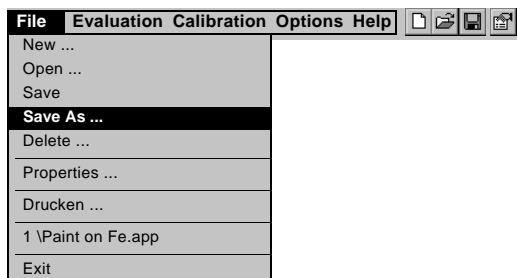 File Evaluation Calibration Options Help
New ...
Open ...
Save
Save As ...
Delete ...
Properties ...
Drucken ...
1 \Paint on Fe.app
Exit